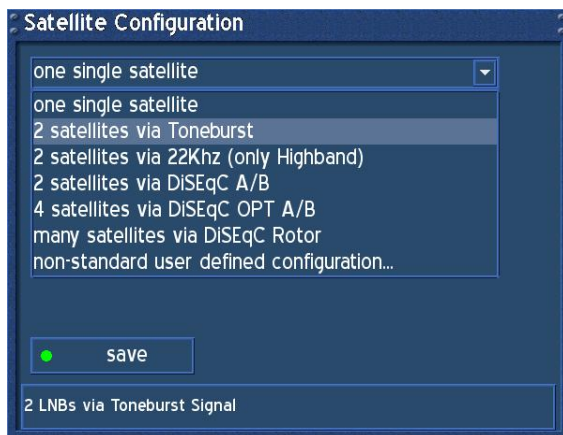 Satellite Configuration
one single satellite
one single satellite
2 satellites via Toneburst
2 satellites via 22Khz (only Highband)
2 satellites via DiSEqC A/B
4 satellites via DiSEqC OPT A/B
many satellites via DiSEqC Rotor
non-standard user defined configuration...
save
2 LNBs via Toneburst Signal